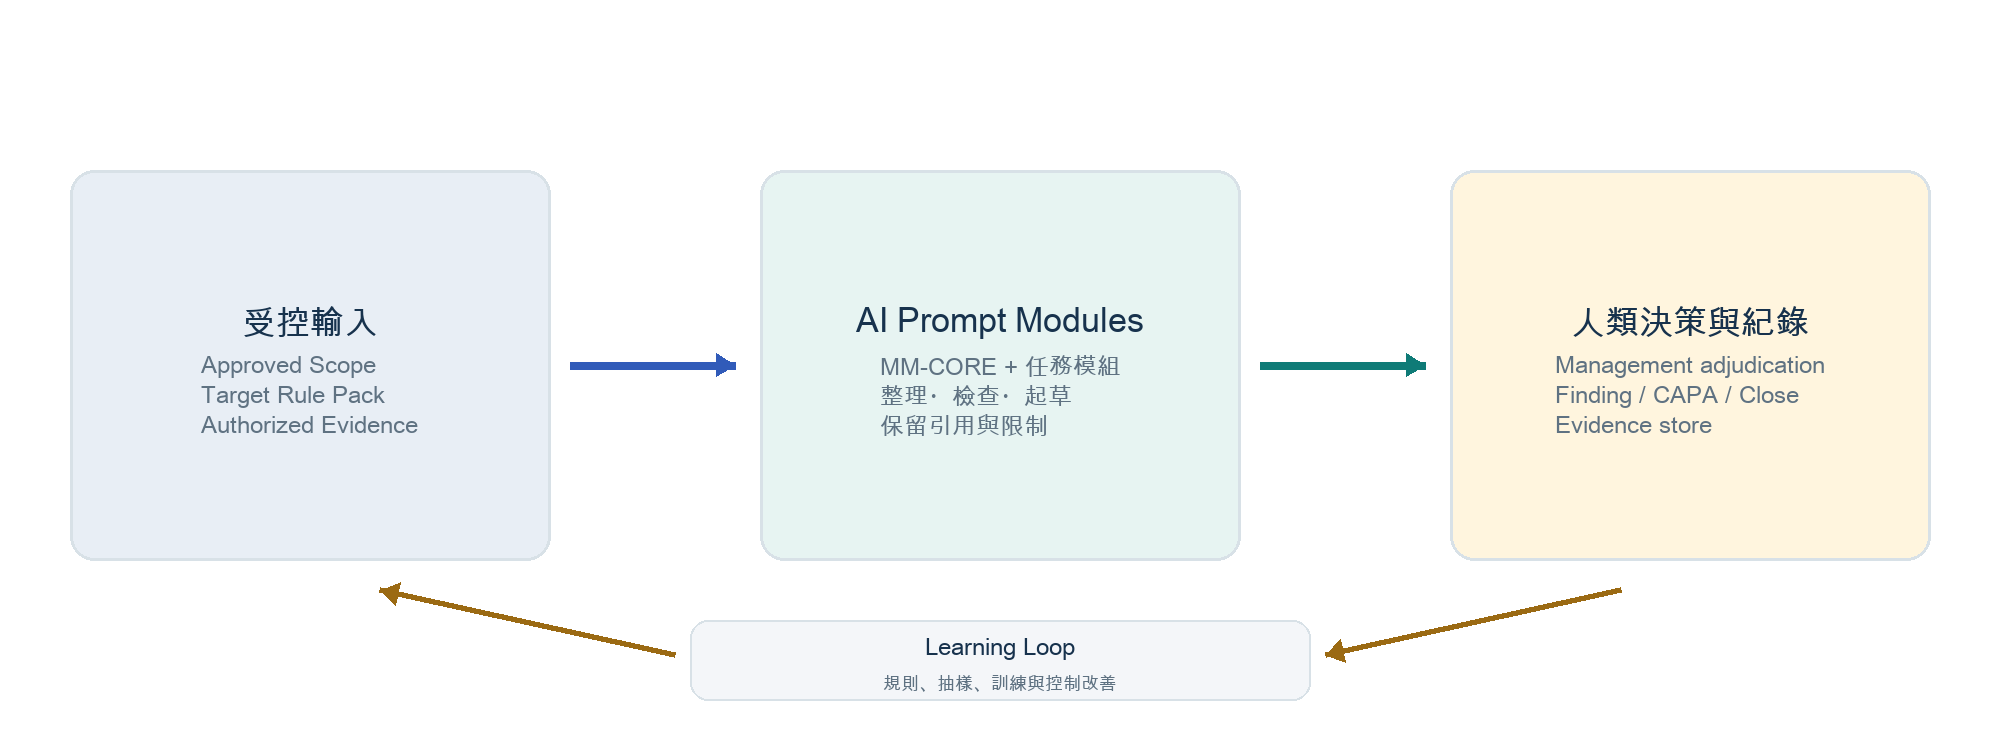 受控輸入
Approved Scope
Target Rule Pack
Authorized Evidence
AI Prompt Modules
MM-CORE + 任務模組
整理· 檢查· 起草
保留引用與限制
人類決策與紀錄
Management adjudication
Finding / CAPA / Close
Evidence store
Learning Loop
規則、抽樣、訓練與控制改善